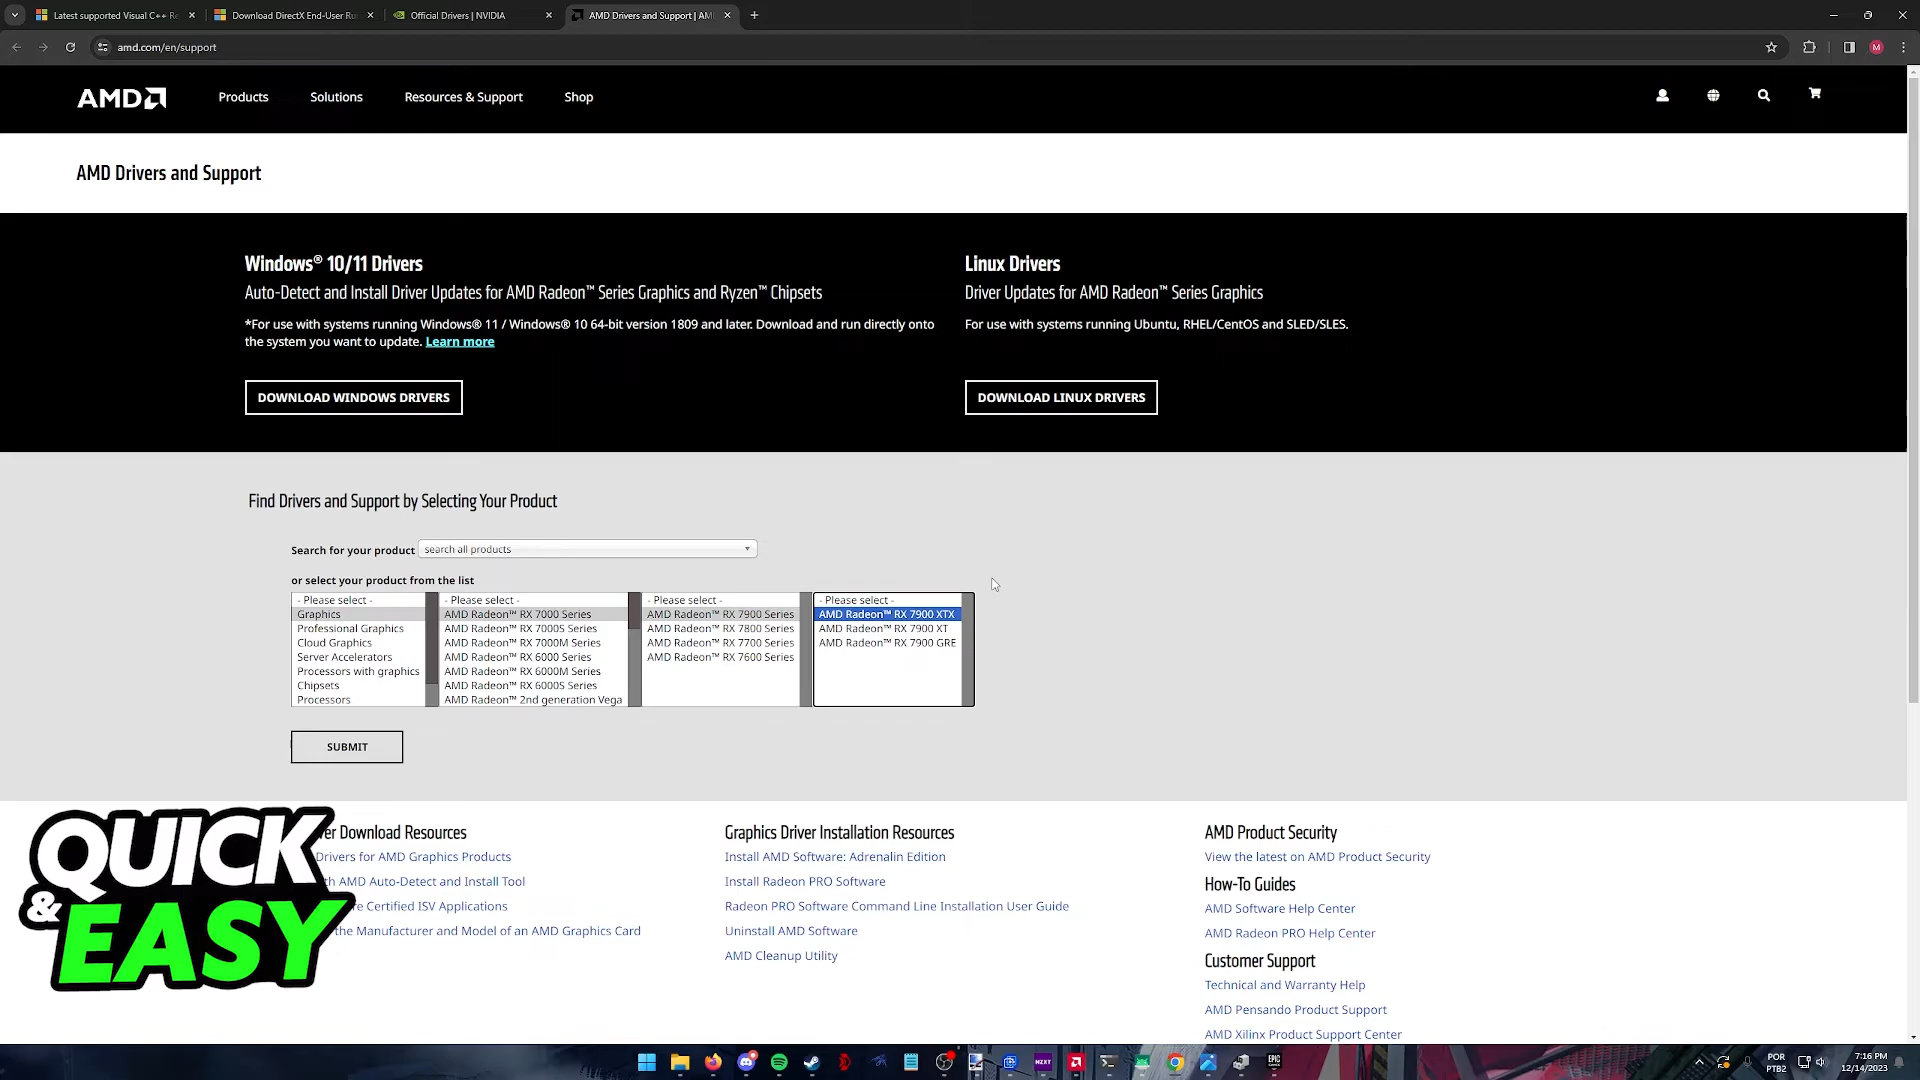 Latest supported Visual C++ Re
Download DirectX End-User Ru
Official Drivers | NVIDIA
AMD Drivers and Support | AM
amd.com/en/support
M
AMD
Products
Solutions
Resources & Support
Shop
AMD Drivers and Support
Windows® 10/11 Drivers
Auto-Detect and Install Driver Updates for AMD Radeon™ Series Graphics and Ryzen™ Chipsets
*For use with systems running Windows® 11 / Windows® 10 64-bit version 1809 and later. Download and run directly onto
the system you want to update. Learn more
DOWNLOAD WINDOWS DRIVERS
Linux Drivers
Driver Updates for AMD Radeon™ Series Graphics
For use with systems running Ubuntu, RHEL/CentOS and SLED/SLES.
DOWNLOAD LINUX DRIVERS
Find Drivers and Support by Selecting Your Product
Search for your product
search all products
or select your product from the list
- Please select -
Graphics
Professional Graphics
Cloud Graphics
Server Accelerators
Processors with graphics
Chipsets
Processors
- Please select -
AMD Radeon™ RX 7000 Series
AMD Radeon™ RX 7000S Series
AMD Radeon™ RX 7000M Series
AMD Radeon™ RX 6000 Series
AMD Radeon™ RX 6000M Series
AMD Radeon™ RX 6000S Series
AMD Radeon™ 2nd generation Vega
- Please select -
AMD Radeon™ RX 7900 Series
AMD Radeon™ RX 7800 Series
AMD Radeon™ RX 7700 Series
AMD Radeon™ RX 7600 Series
- Please select -
AMD Radeon™ RX 7900 XTX
AMD Radeon™ RX 7900 XT
AMD Radeon™ RX 7900 GRE
SUBMIT
QUICK
&
EASY
er Download Resources
Drivers for AMD Graphics Products
th AMD Auto-Detect and Install Tool
re Certified ISV Applications
the Manufacturer and Model of an AMD Graphics Card
Graphics Driver Installation Resources
Install AMD Software: Adrenalin Edition
Install Radeon PRO Software
Radeon PRO Software Command Line Installation User Guide
Uninstall AMD Software
AMD Cleanup Utility
AMD Product Security
View the latest on AMD Product Security
How-To Guides
AMD Software Help Center
AMD Radeon PRO Help Center
Customer Support
Technical and Warranty Help
AMD Pensando Product Support
AMD Xilinx Product Support Center
NZXT
EPIC
POR
PTB2
7:16 PM
12/14/2023